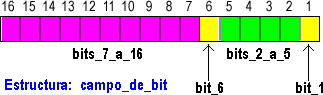 16 15 14 13 12 11 10 9 8 7 6 5 4 3 2 1
bits_7_a_16 bits_2_a_5
Estructura: campo_de_bit bit_6 bit_1